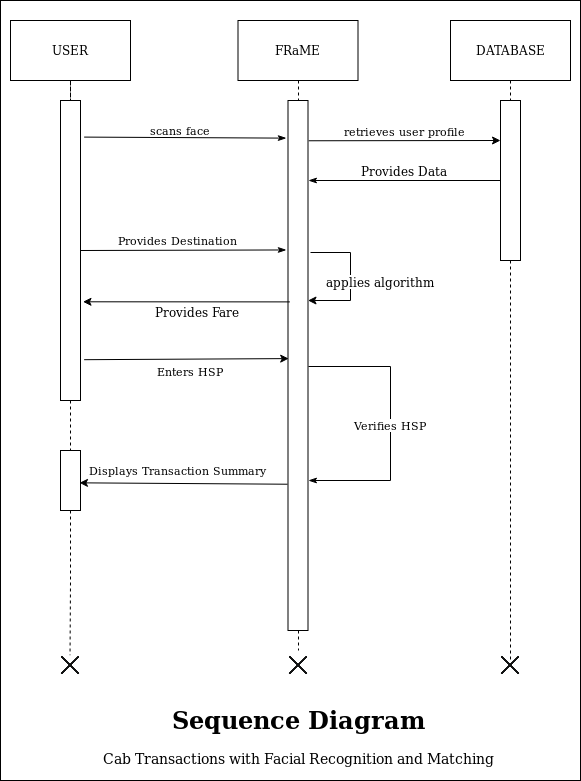 USER
FRaME
DATABASE
scans face
retrieves user profile
Provides Data
Provides Destination
applies algorithm
Provides Fare
Enters HSP
Verifies HSP
Displays Transaction Summary
Sequence Diagram
Cab Transactions with Facial Recognition and Matching